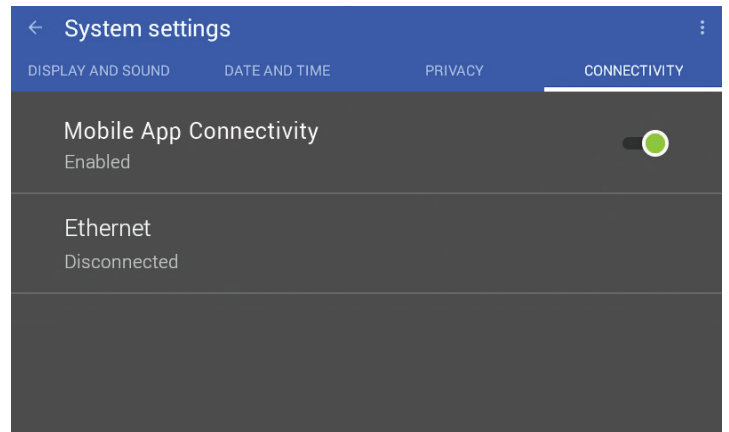 System settings
DISPLAY AND SOUND DATE AND TIME PRIVACY CONNECTIVITY
Mobile App Connectivity
Enabled
Ethernet
Disconnected